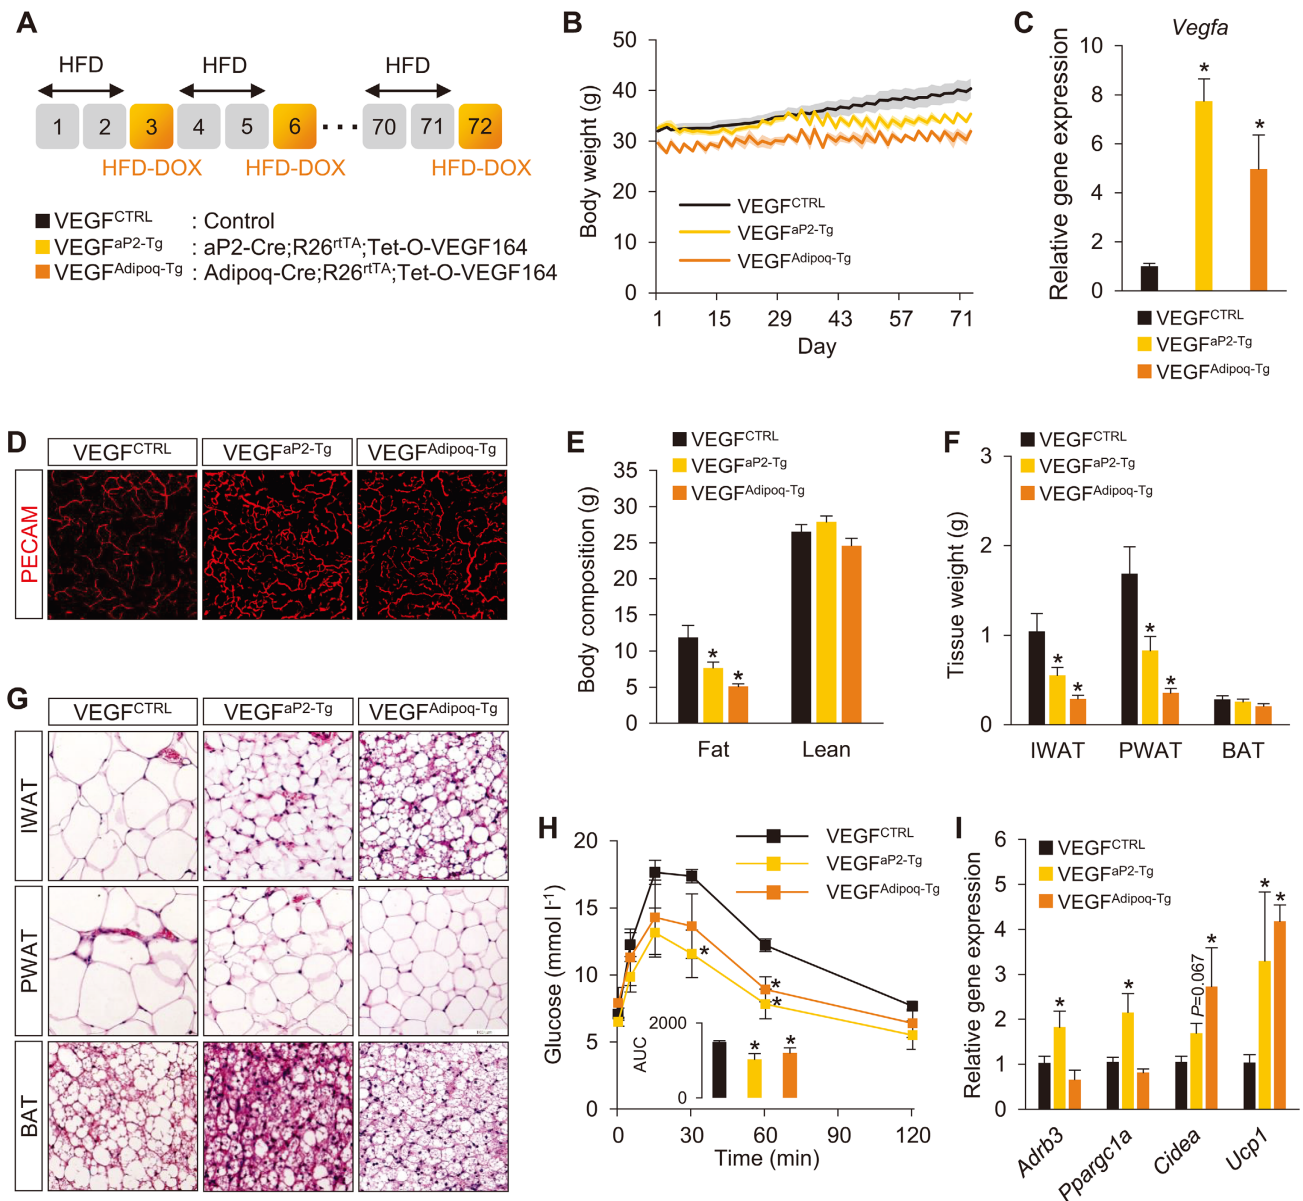 A
HFD HFD HFD
1 2 3 4 5 6 ... 70 71 72
HFD-DOX HFD-DOX HFD-DOX
VEGFCTRL : Control
VEGFaP2-Tg : aP2-Cre;R26rtTA;Tet-O-VEGF164
VEGFAdipoq-Tg : Adipoq-Cre;R26rtTA;Tet-O-VEGF164
B
Body weight (g)
50
40
30
20
10
0
VEGFCTRL
VEGFaP2-Tg
VEGFAdipoq-Tg
1 15 29 43 57 71
Day
C
Vegfa
Relative gene expression
10
8
6
4
2
0
*
*
VEGFCTRL
VEGFaP2-Tg
VEGFAdipoq-Tg
D
VEGFCTRL VEGFaP2-Tg VEGFAdipoq-Tg
PECAM
E
VEGFCTRL
VEGFaP2-Tg
VEGFAdipoq-Tg
Body composition (g)
35
30
25
20
15
10
5
0
* *
Fat Lean
F
VEGFCTRL
VEGFaP2-Tg
VEGFAdipoq-Tg
Tissue weight (g)
3
2
1
0
* * * *
IWAT PWAT BAT
G
VEGFCTRL VEGFaP2-Tg VEGFAdipoq-Tg
IWAT
PWAT
BAT
H
VEGFCTRL
VEGFaP2-Tg
VEGFAdipoq-Tg
Glucose (mmol l-1)
20
15
10
5
0
*
*
*
AUC
2000
0
* *
0 30 60 90 120
Time (min)
I
VEGFCTRL
VEGFaP2-Tg
VEGFAdipoq-Tg
Relative gene expression
6
5
4
3
2
1
0
* * P=0.067 * * *
Adrb3 Ppargc1a Cidea Ucp1